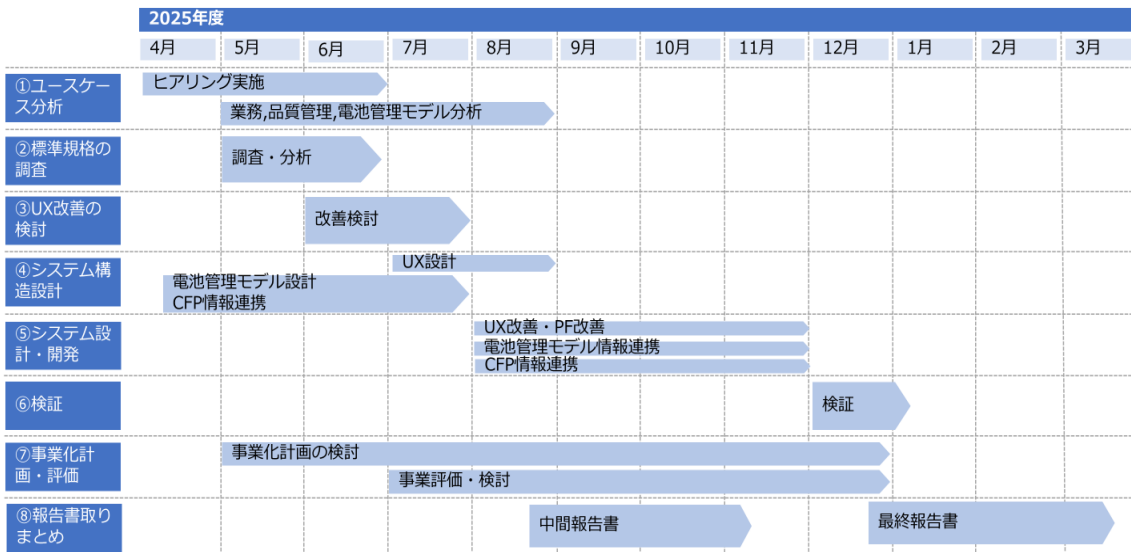 2025年度
4月 5月 6月 7月 8月 9月 10月 11月 12月 1月 2月 3月
①ユースケー
ス分析
ヒアリング実施
業務,品質管理,電池管理モデル分析
②標準規格の
調査
調査・分析
③UX改善の
検討
改善検討
④システム構
造設計
UX設計
電池管理モデル設計
CFP情報連携
⑤システム設
計・開発
UX改善・PF改善
電池管理モデル情報連携
CFP情報連携
⑥検証
検証
⑦事業化計
画・評価
事業化計画の検討
事業評価・検討
⑧報告書取り
まとめ
中間報告書
最終報告書